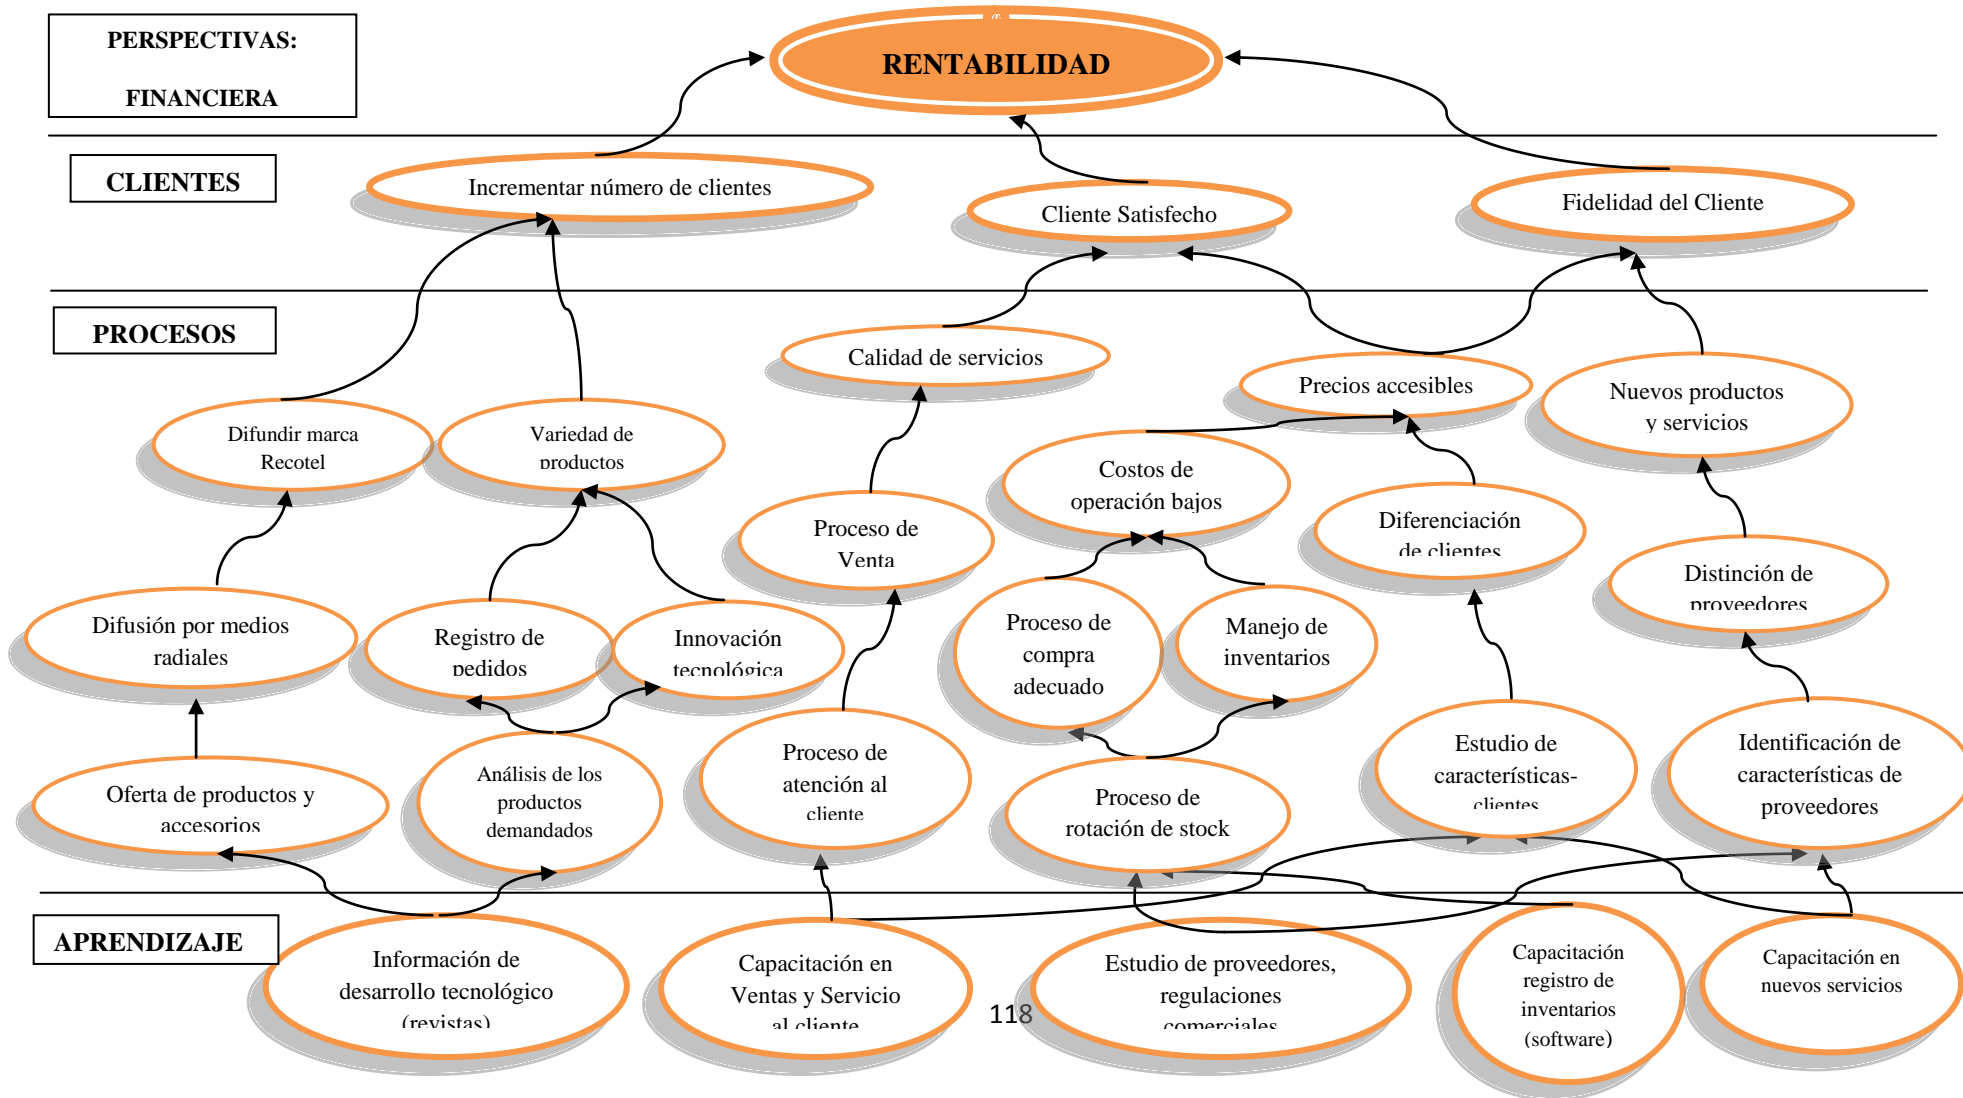 PERSPECTIVAS:
FINANCIERA
RENTABILIDAD
CLIENTES
Incrementar número de clientes
Cliente Satisfecho
Fidelidad del Cliente
PROCESOS
Calidad de servicios
Precios accesibles
Nuevos productos
y servicios
Difundir marca
Recotel
Variedad de
productos
Costos de
operación bajos
Proceso de
Venta
Diferenciación
de clientes
Distinción de
proveedores
Difusión por medios
radiales
Registro de
pedidos
Innovación
tecnológica
Proceso de
compra
adecuado
Manejo de
inventarios
Oferta de productos y
accesorios
Análisis de los
productos
demandados
Proceso de
atención al
cliente
Proceso de
rotación de stock
Estudio de
características-
clientes
Identificación de
características de
proveedores
APRENDIZAJE
Información de
desarrollo tecnológico
(revistas)
Capacitación en
Ventas y Servicio
al cliente
Estudio de proveedores,
regulaciones
comerciales
Capacitación
registro de
inventarios
(software)
Capacitación en
nuevos servicios
118